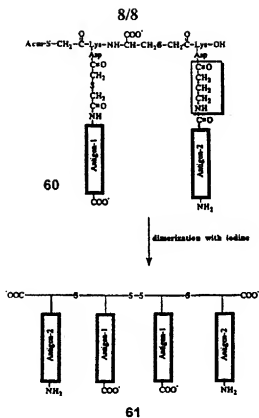 8/8
Acm-S-CH₂-C-Lys-NH-CH-CH₂-S-CH₂-C-Lys-OH
O COO⁻ O
Asp Asp
C=O C=O
CH₂ CH₂
S CH₂
CH₂ CH₂
C=O NH
NH C=O
Antigen-1 Antigen-2
60
COO⁻ NH₂
dimerization with iodine
⁻OOC S S-S S COO⁻
Antigen-2 Antigen-1 Antigen-1 Antigen-2
NH₂ COO⁻ COO⁻ NH₂
61